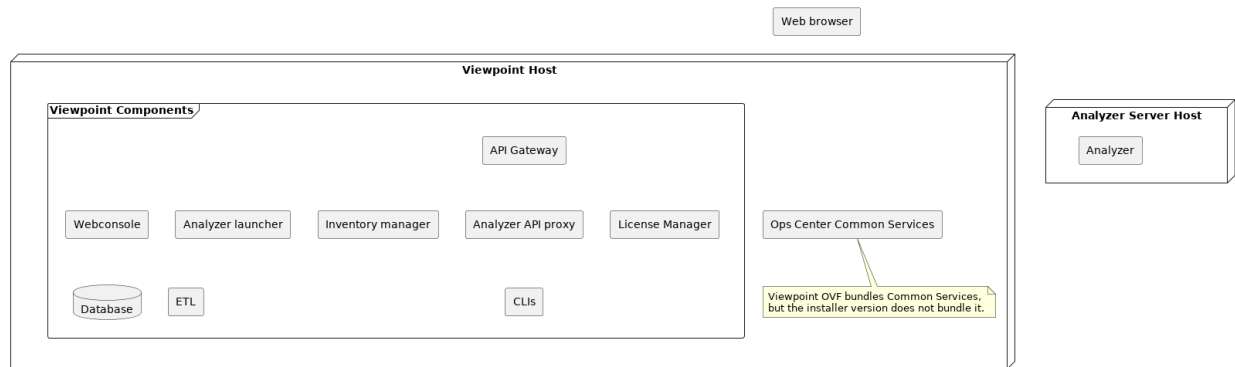 Web browser
Viewpoint Host
Viewpoint Components
Analyzer Server Host
API Gateway
Analyzer
Webconsole
Analyzer launcher
Inventory manager
Analyzer API proxy
License Manager
Ops Center Common Services
Database
ETL
CLIs
Viewpoint OVF bundles Common Services,
but the installer version does not bundle it.